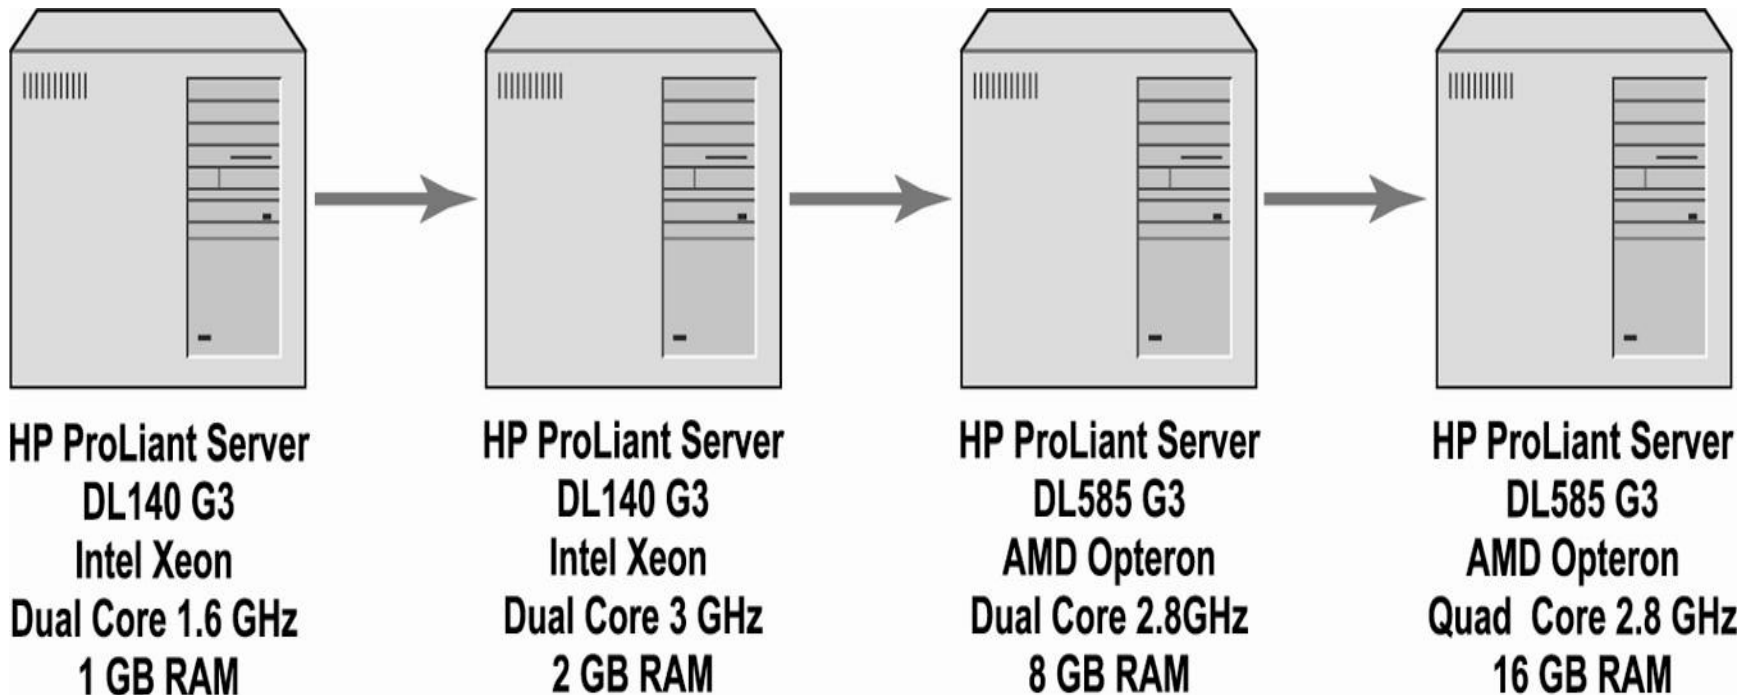 HP ProLiant Server
DL140 G3
Intel Xeon
Dual Core 1.6 GHz
1 GB RAM
HP ProLiant Server
DL140 G3
Intel Xeon
Dual Core 3 GHz
2 GB RAM
HP ProLiant Server
DL585 G3
AMD Opteron
Dual Core 2.8GHz
8 GB RAM
HP ProLiant Server
DL585 G3
AMD Opteron
Quad Core 2.8 GHz
16 GB RAM